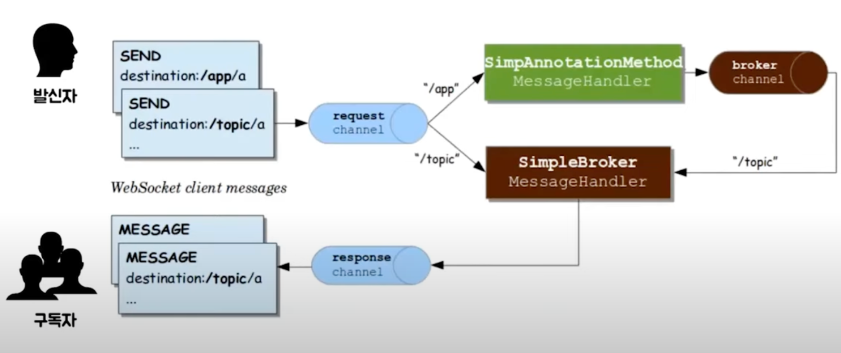 발신자
SEND
destination:/app/a
SEND
destination:/topic/a
...
WebSocket client messages
request
channel
"/app"
"/topic"
SimpAnnotationMethod
MessageHandler
broker
channel
SimpleBroker
MessageHandler
"/topic"
구독자
MESSAGE
MESSAGE
destination:/topic/a
...
response
channel